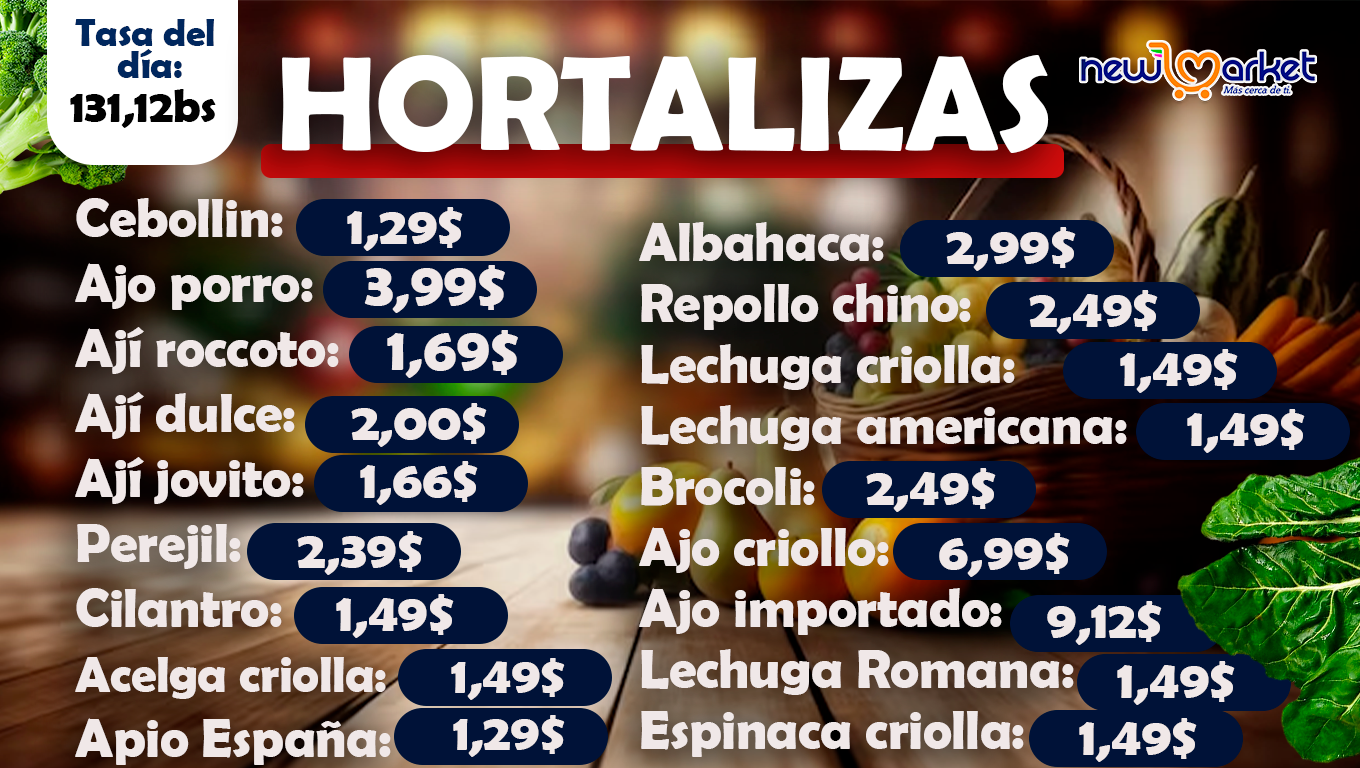 Tasa del
día:
131,12bs
HORTALIZAS
new market
Más cerca de ti.
Cebollin: 1,29$
Ajo porro: 3,99$
Ají roccoto: 1,69$
Ají dulce: 2,00$
Ají jovito: 1,66$
Perejil: 2,39$
Cilantro: 1,49$
Acelga criolla: 1,49$
Apio España: 1,29$
Albahaca: 2,99$
Repollo chino: 2,49$
Lechuga criolla: 1,49$
Lechuga americana: 1,49$
Brocoli: 2,49$
Ajo criollo: 6,99$
Ajo importado: 9,12$
Lechuga Romana: 1,49$
Espinaca criolla: 1,49$